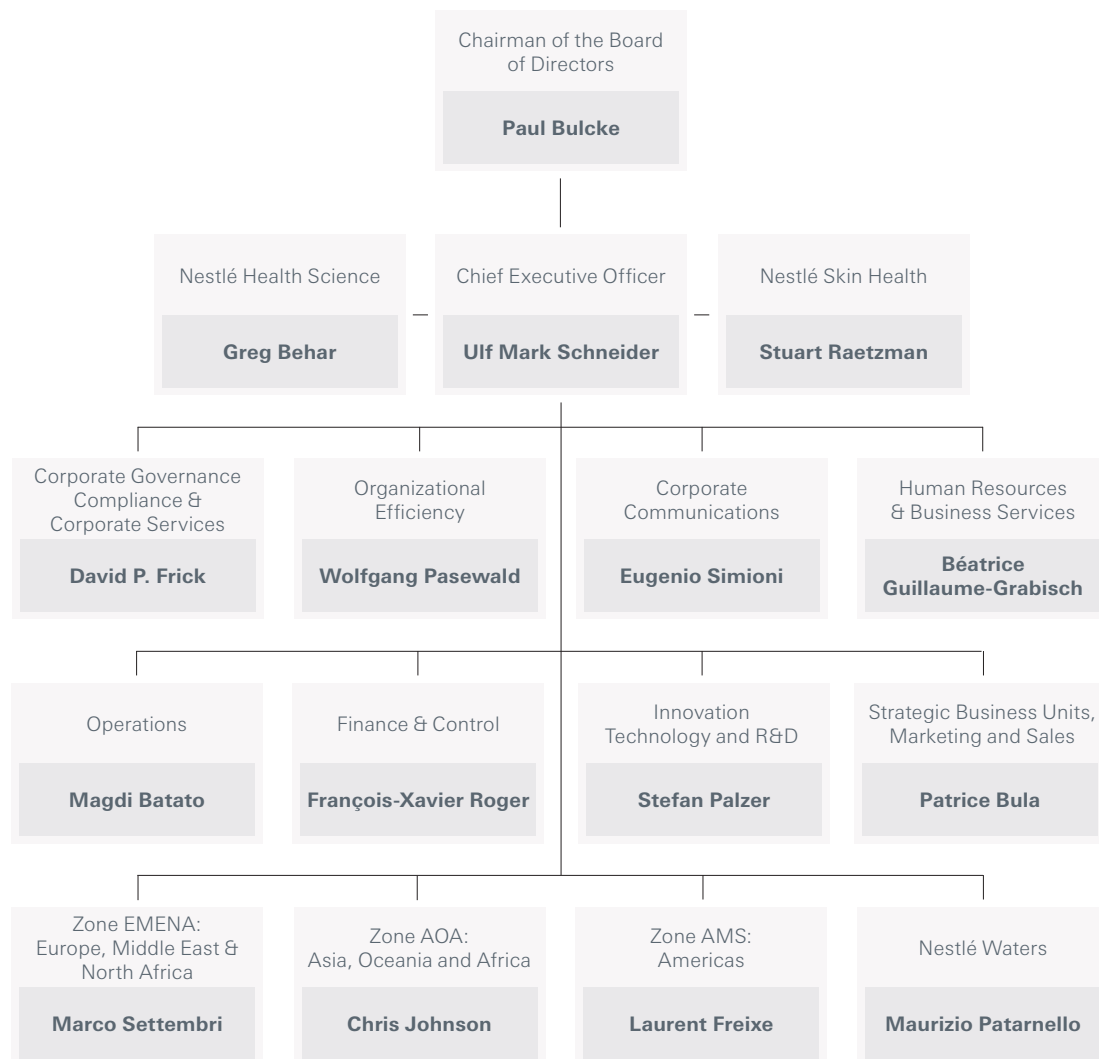 Chairman of the Board
of Directors
Paul Bulcke
Nestlé Health Science
Greg Behar
Chief Executive Officer
Ulf Mark Schneider
Nestlé Skin Health
Stuart Raetzman
Corporate Governance
Compliance &
Corporate Services
David P. Frick
Organizational
Efficiency
Wolfgang Pasewald
Corporate
Communications
Eugenio Simioni
Human Resources
& Business Services
Béatrice
Guillaume-Grabisch
Operations
Magdi Batato
Finance & Control
François-Xavier Roger
Innovation
Technology and R&D
Stefan Palzer
Strategic Business Units,
Marketing and Sales
Patrice Bula
Zone EMENA:
Europe, Middle East &
North Africa
Marco Settembri
Zone AOA:
Asia, Oceania and Africa
Chris Johnson
Zone AMS:
Americas
Laurent Freixe
Nestlé Waters
Maurizio Patarnello